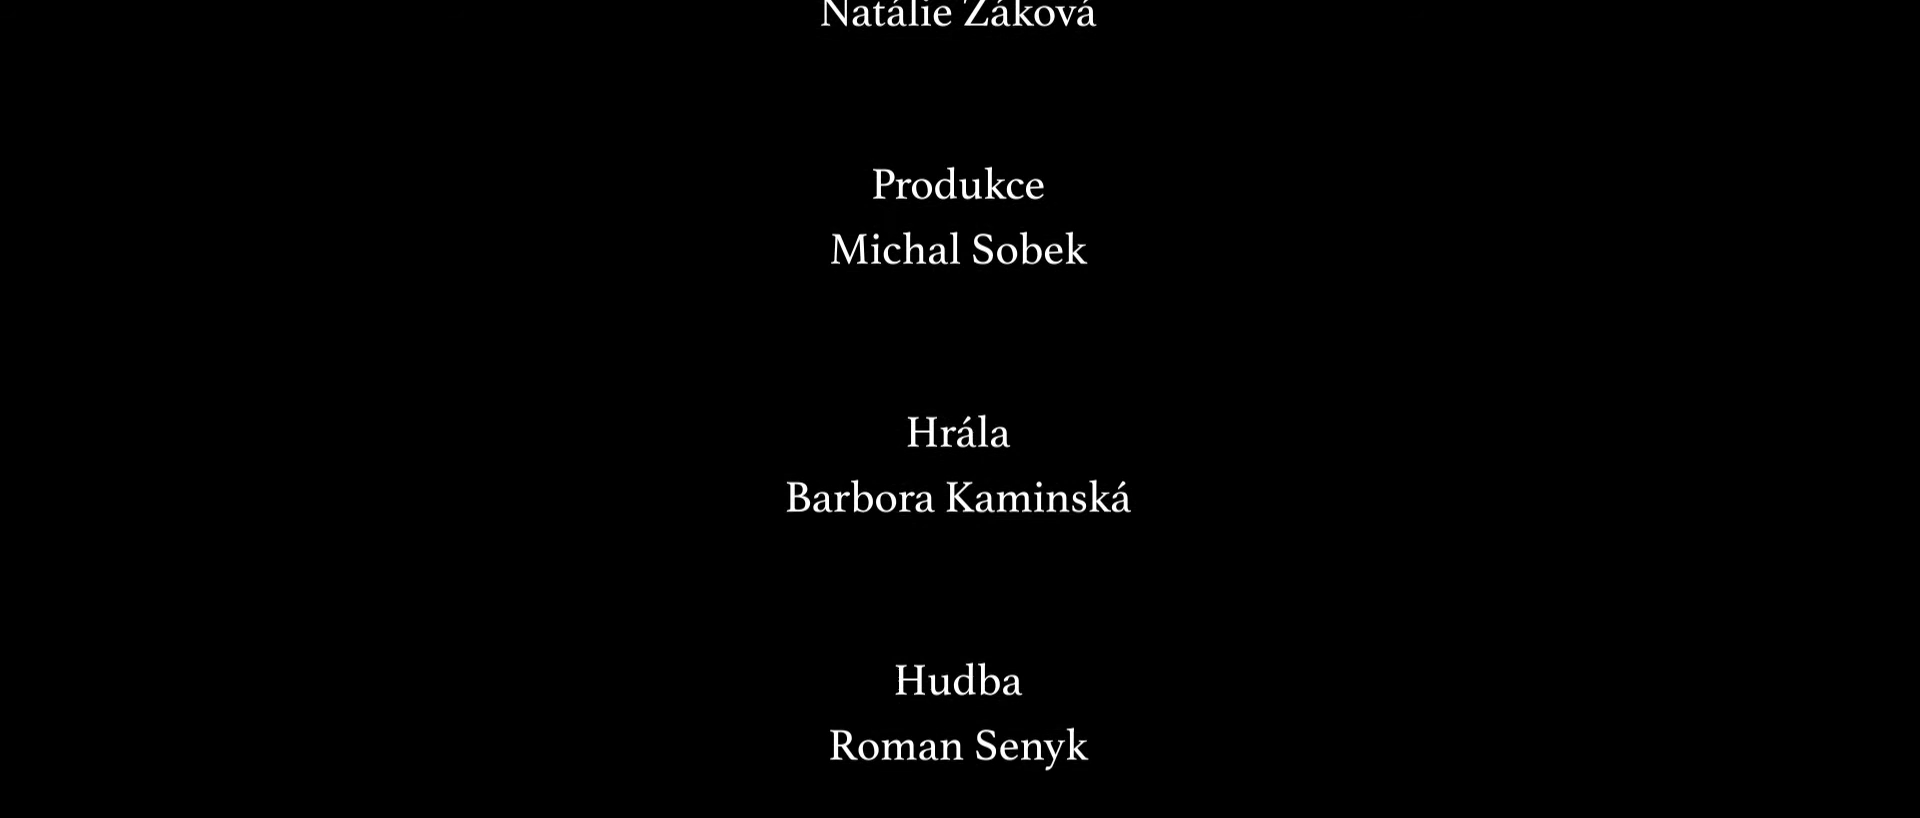 Natálie Záková
Produkce
Michal Sobek
Hrála
Barbora Kaminská
Hudba
Roman Senyk